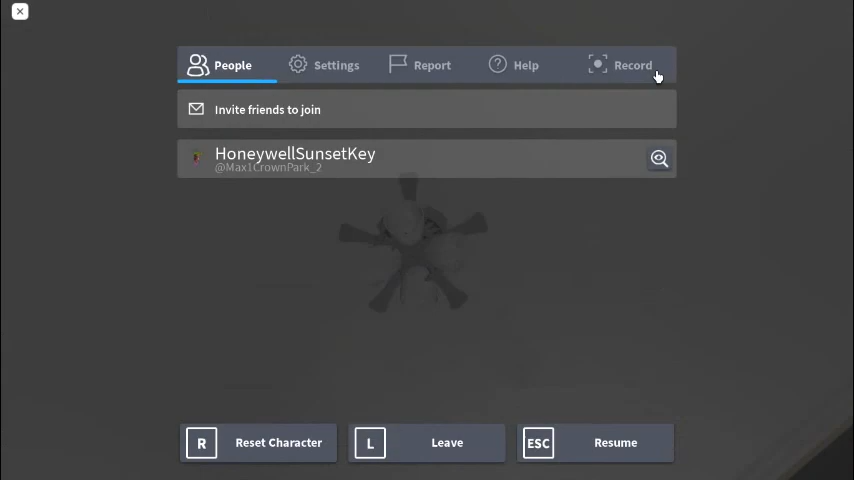 People
Settings
Report
Help
Record
Invite friends to join
HoneywellSunsetKey
@Max1CrownPark_2
R Reset Character
L Leave
ESC Resume